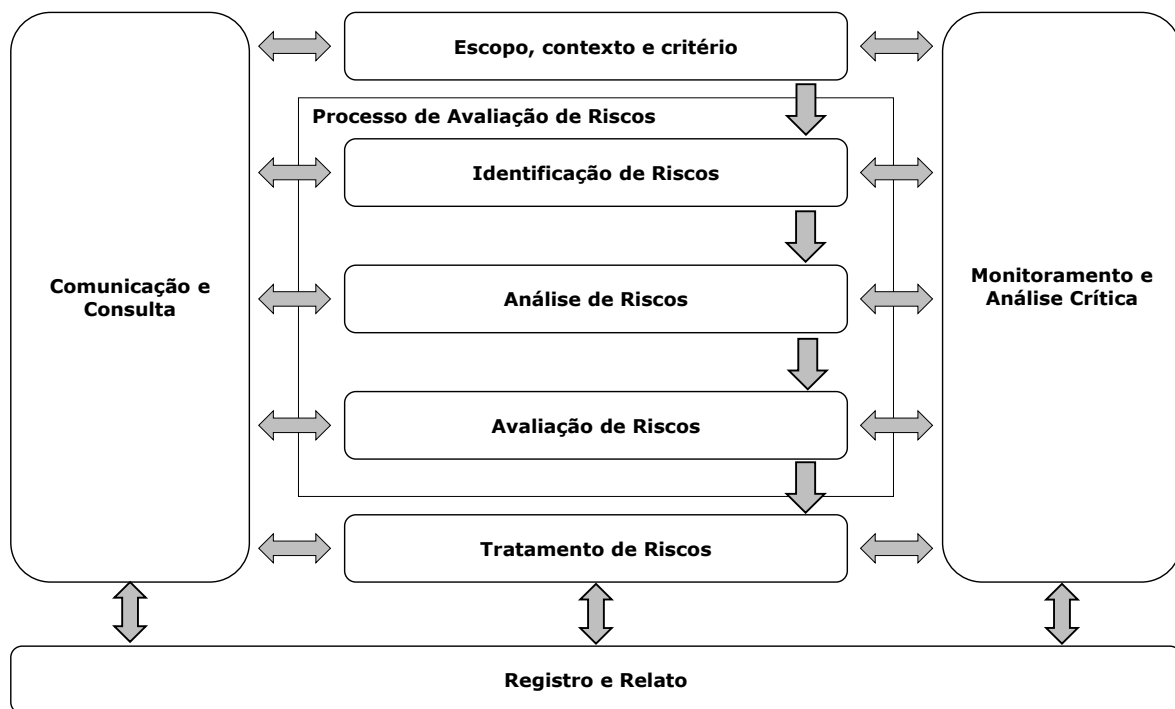 Escopo, contexto e critério
Processo de Avaliação de Riscos
Identificação de Riscos
Comunicação e
Consulta
Análise de Riscos
Monitoramento e
Análise Crítica
Avaliação de Riscos
Tratamento de Riscos
Registro e Relato